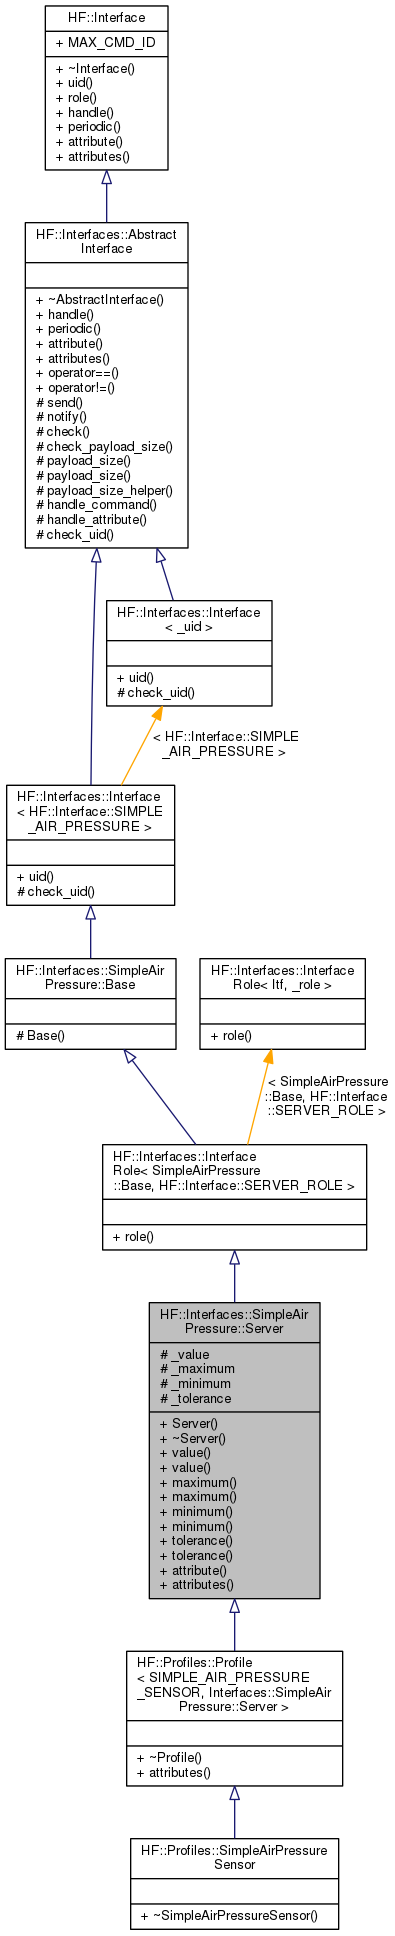 HF::Interface
+ MAX_CMD_ID
+ ~Interface()
+ uid()
+ role()
+ handle()
+ periodic()
+ attribute()
+ attributes()
HF::Interfaces::Abstract
Interface
+ ~AbstractInterface()
+ handle()
+ periodic()
+ attribute()
+ attributes()
+ operator==()
+ operator!=()
# send()
# notify()
# check()
# check_payload_size()
# payload_size()
# payload_size()
# payload_size_helper()
# handle_command()
# handle_attribute()
# check_uid()
HF::Interfaces::Interface
< _uid >
+ uid()
# check_uid()
< HF::Interface::SIMPLE
_AIR_PRESSURE >
HF::Interfaces::Interface
< HF::Interface::SIMPLE
_AIR_PRESSURE >
+ uid()
# check_uid()
HF::Interfaces::SimpleAir
Pressure::Base
# Base()
HF::Interfaces::Interface
Role< Itf, _role >
+ role()
< SimpleAirPressure
::Base, HF::Interface
::SERVER_ROLE >
HF::Interfaces::Interface
Role< SimpleAirPressure
::Base, HF::Interface::SERVER_ROLE >
+ role()
HF::Interfaces::SimpleAir
Pressure::Server
# _value
# _maximum
# _minimum
# _tolerance
+ Server()
+ ~Server()
+ value()
+ value()
+ maximum()
+ maximum()
+ minimum()
+ minimum()
+ tolerance()
+ tolerance()
+ attribute()
+ attributes()
HF::Profiles::Profile
< SIMPLE_AIR_PRESSURE
_SENSOR, Interfaces::SimpleAir
Pressure::Server >
+ ~Profile()
+ attributes()
HF::Profiles::SimpleAirPressure
Sensor
+ ~SimpleAirPressureSensor()